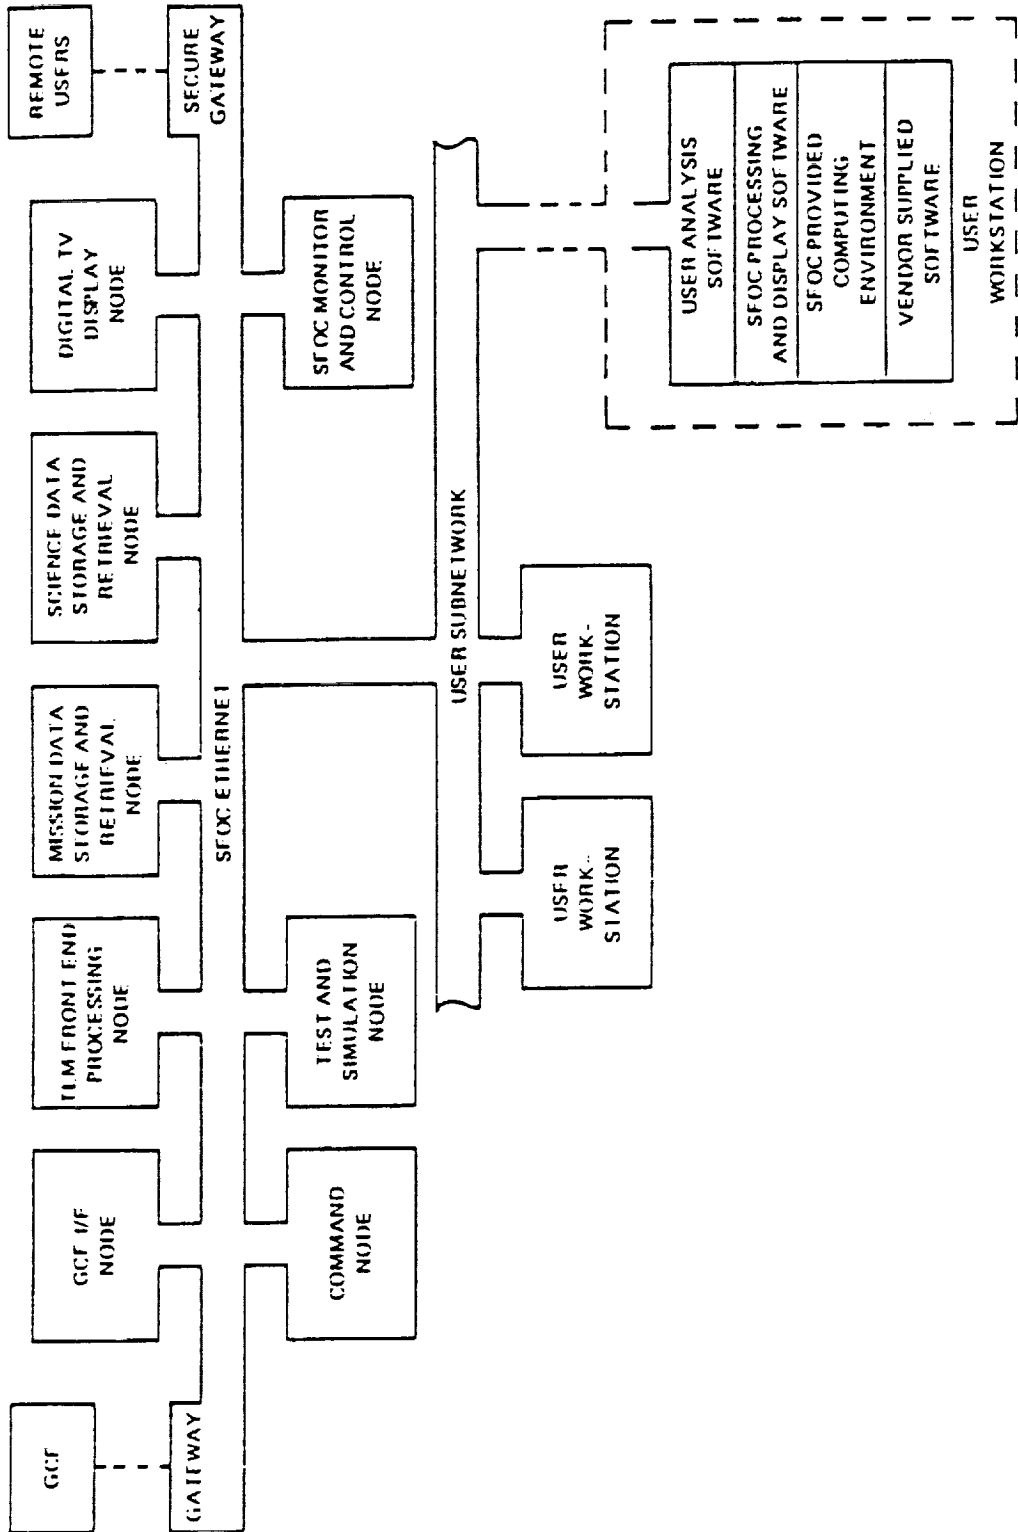 GCF
REMOTE
USERS
GATEWAY
SECURE
GATEWAY
GCF I/F
NODE
TLM FRONT END
PROCESSING
NODE
MISSION DATA
STORAGE AND
RETRIEVAL
NODE
SCIENCE DATA
STORAGE AND
RETRIEVAL
NODE
DIGITAL TV
DISPLAY
NODE
SFOC ETHERNET
COMMAND
NODE
TEST AND
SIMULATION
NODE
SFOC MONITOR
AND CONTROL
NODE
USER SUBNETWORK
USER
WORK-
STATION
USER
WORK-
STATION
USER ANALYSIS
SOFTWARE
SFOC PROCESSING
AND DISPLAY SOFTWARE
SFOC PROVIDED
COMPUTING
ENVIRONMENT
VENDOR SUPPLIED
SOFTWARE
USER
WORKSTATION